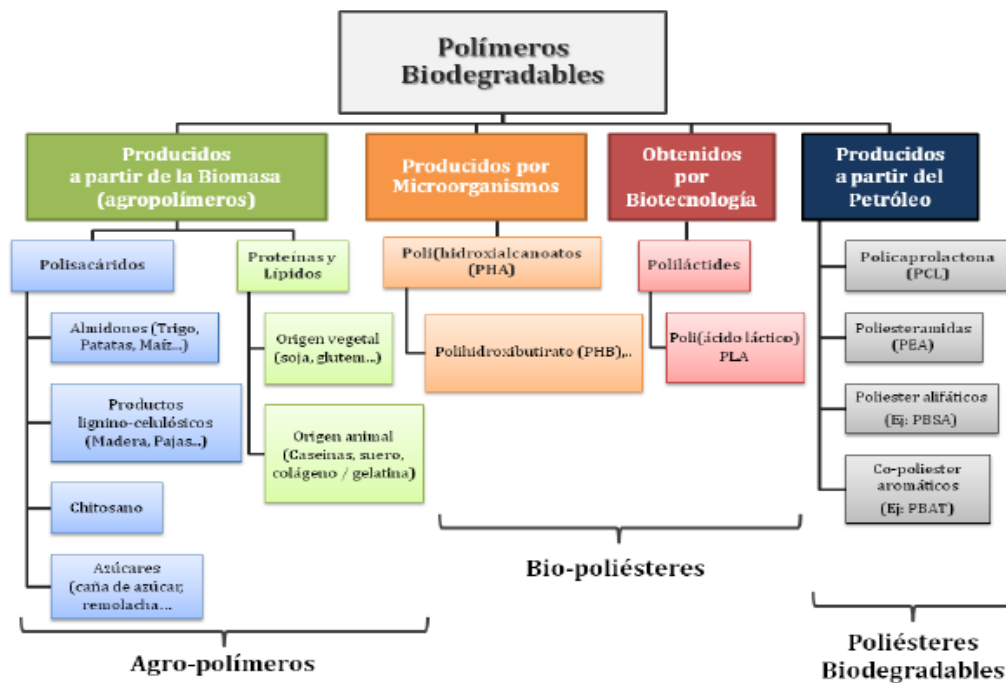 Polímeros
Biodegradables
Producidos
a partir de la Biomasa
(agropolímeros)
Producidos por
Microorganismos
Obtenidos
por
Biotecnología
Producidos
a partir del
Petróleo
Polisacáridos
Almidones (Trigo,
Patatas, Maíz...)
Productos
lignino-celulósicos
(Madera, Pajas...)
Chitosano
Azúcares
(caña de azúcar,
remolacha...
Proteínas y
Lípidos
Origen vegetal
(soja, glutem...)
Origen animal
(Caseinas, suero,
colágeno / gelatina)
Poli(hidroxialcanoatos
(PHA)
Polihidroxibutirato (PHB),..
Poliláctides
Poli(ácido láctico)
PLA
Policaprolactona
(PCL)
Poliesteramidas
(PEA)
Poliester alifáticos
(Ej: PBSA)
Co-poliester
aromáticos
(Ej: PBAT)
Agro-polímeros
Bio-poliésteres
Poliésteres
Biodegradables